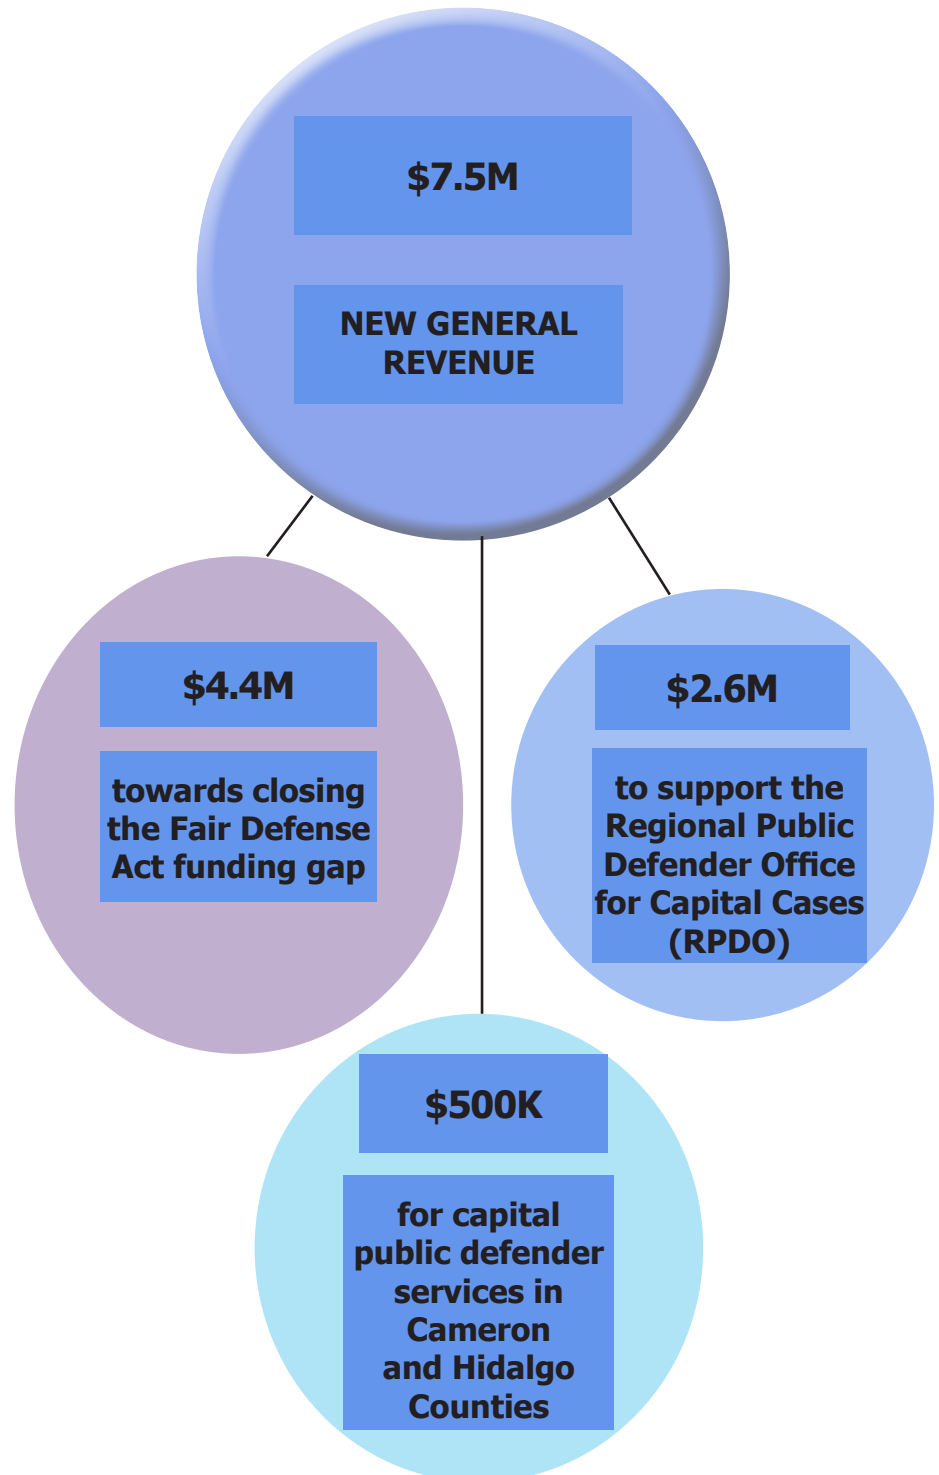 $7.5M
NEW GENERAL
REVENUE
$4.4M
towards closing
the Fair Defense
Act funding gap
$2.6M
to support the
Regional Public
Defender Office
for Capital Cases
(RPDO)
$500K
for capital
public defender
services in
Cameron
and Hidalgo
Counties